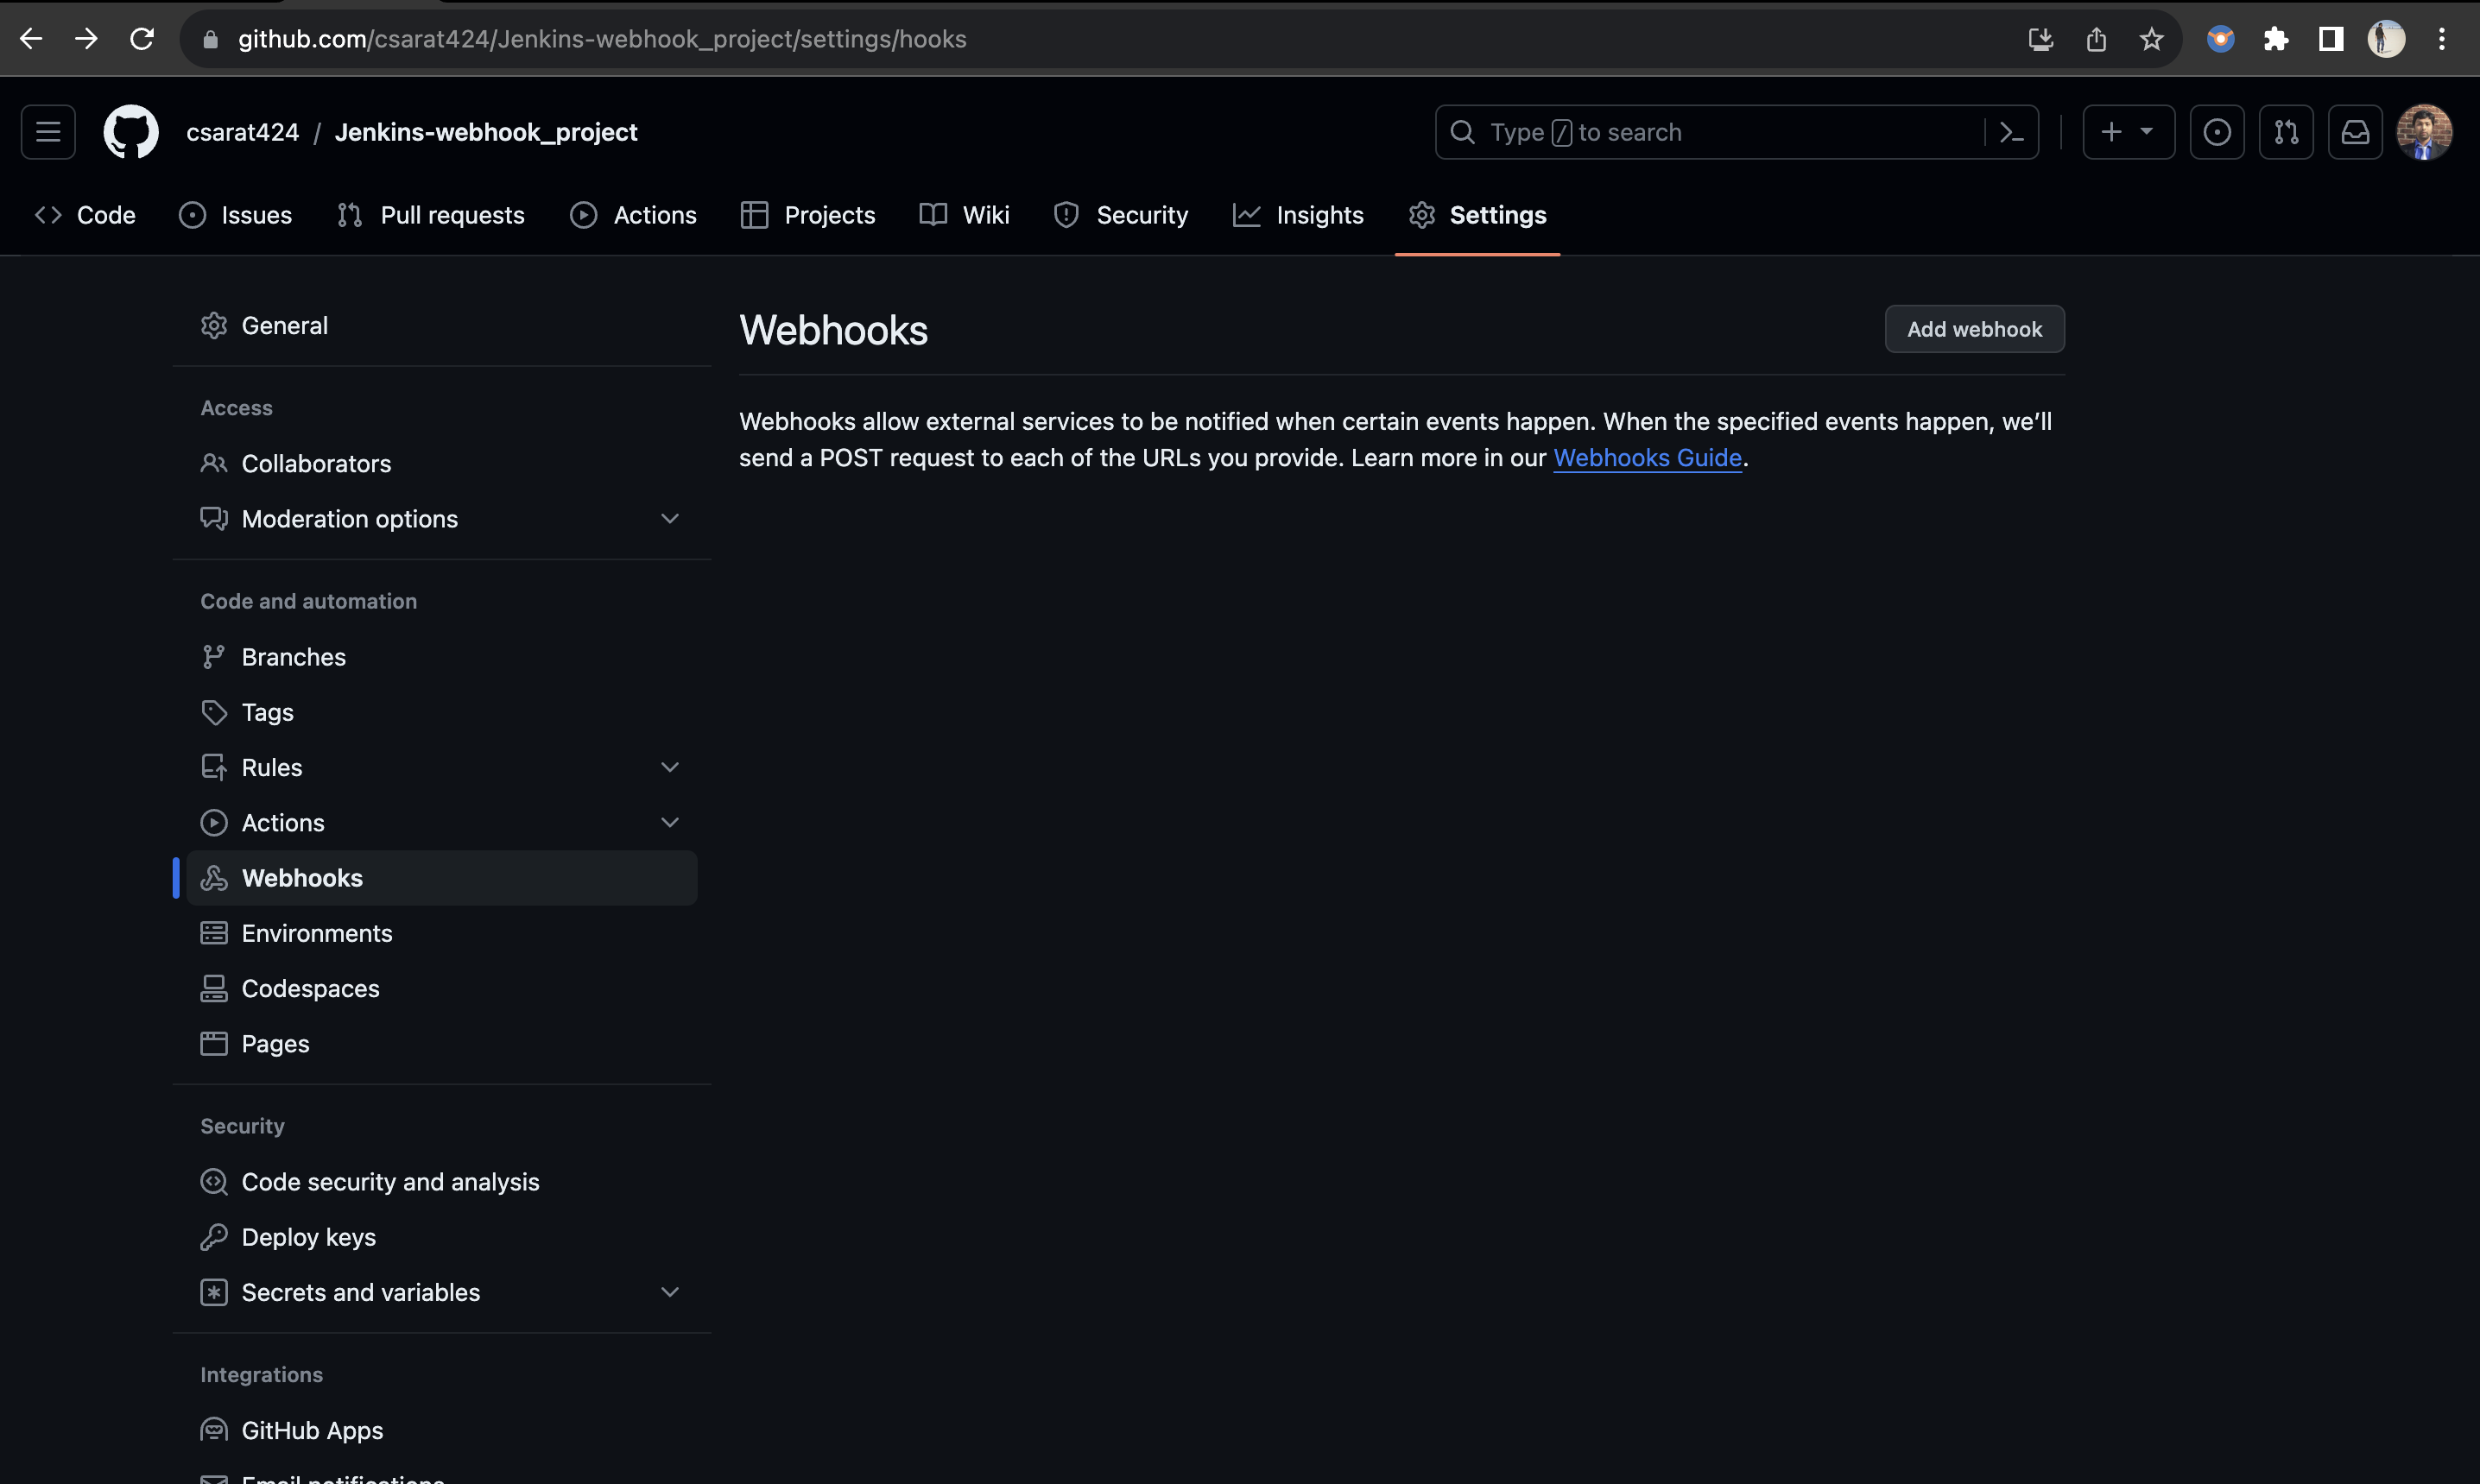 github.com/csarat424/Jenkins-webhook_project/settings/hooks
csarat424 / Jenkins-webhook_project
Type / to search
Code Issues Pull requests Actions Projects Wiki Security Insights Settings
General
Access
Collaborators
Moderation options
Code and automation
Branches
Tags
Rules
Actions
Webhooks
Environments
Codespaces
Pages
Security
Code security and analysis
Deploy keys
Secrets and variables
Integrations
GitHub Apps
Email notifications
Webhooks
Add webhook
Webhooks allow external services to be notified when certain events happen. When the specified events happen, we’ll
send a POST request to each of the URLs you provide. Learn more in our Webhooks Guide.